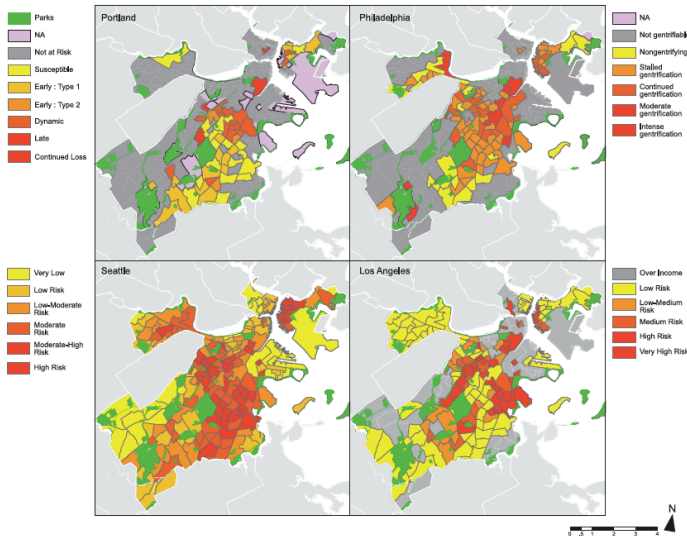 Portland
Parks
NA
Not at Risk
Susceptible
Early : Type 1
Early : Type 2
Dynamic
Late
Continued Loss
Philadelphia
NA
Not gentrifiable
Nongentrifying
Stalled
gentrification
Continued
gentrification
Moderate
gentrification
Intense
gentrification
Seattle
Very Low
Low Risk
Low-Moderate
Risk
Moderate
Risk
Moderate-High
Risk
High Risk
Los Angeles
Over Income
Low Risk
Low-Medium
Risk
Medium Risk
High Risk
Very High Risk
N
0 .5 1 2 3 4